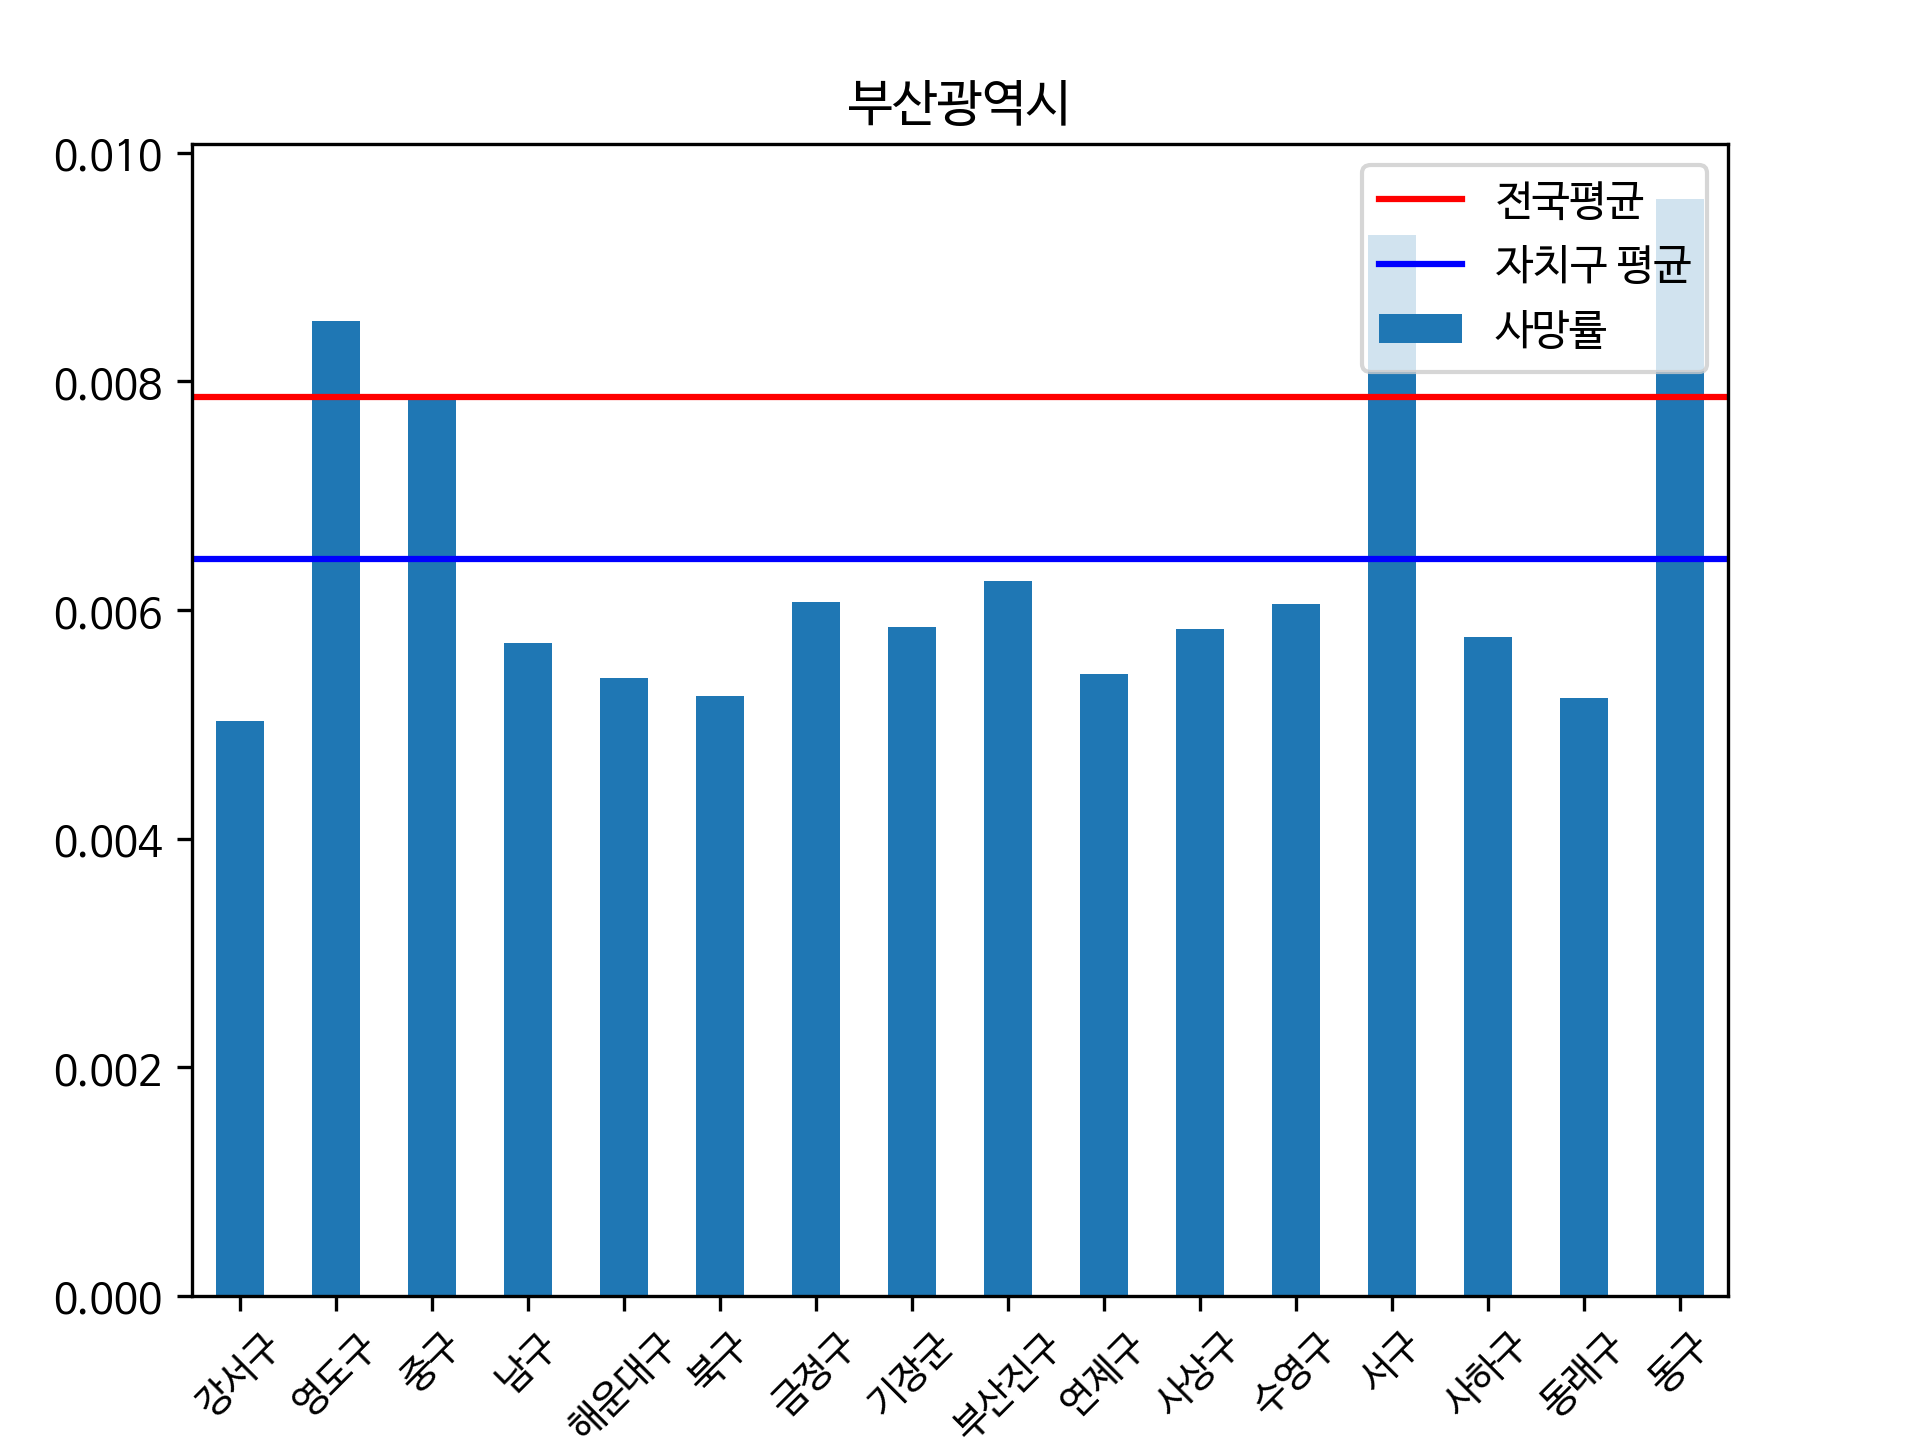 부산광역시
0.010
0.008
0.006
0.004
0.002
0.000
전국평균
자치구 평균
사망률
강서구
영도구
중구
남구
해운대구
북구
금정구
기장군
부산진구
연제구
사상구
수영구
서구
사하구
동래구
동구